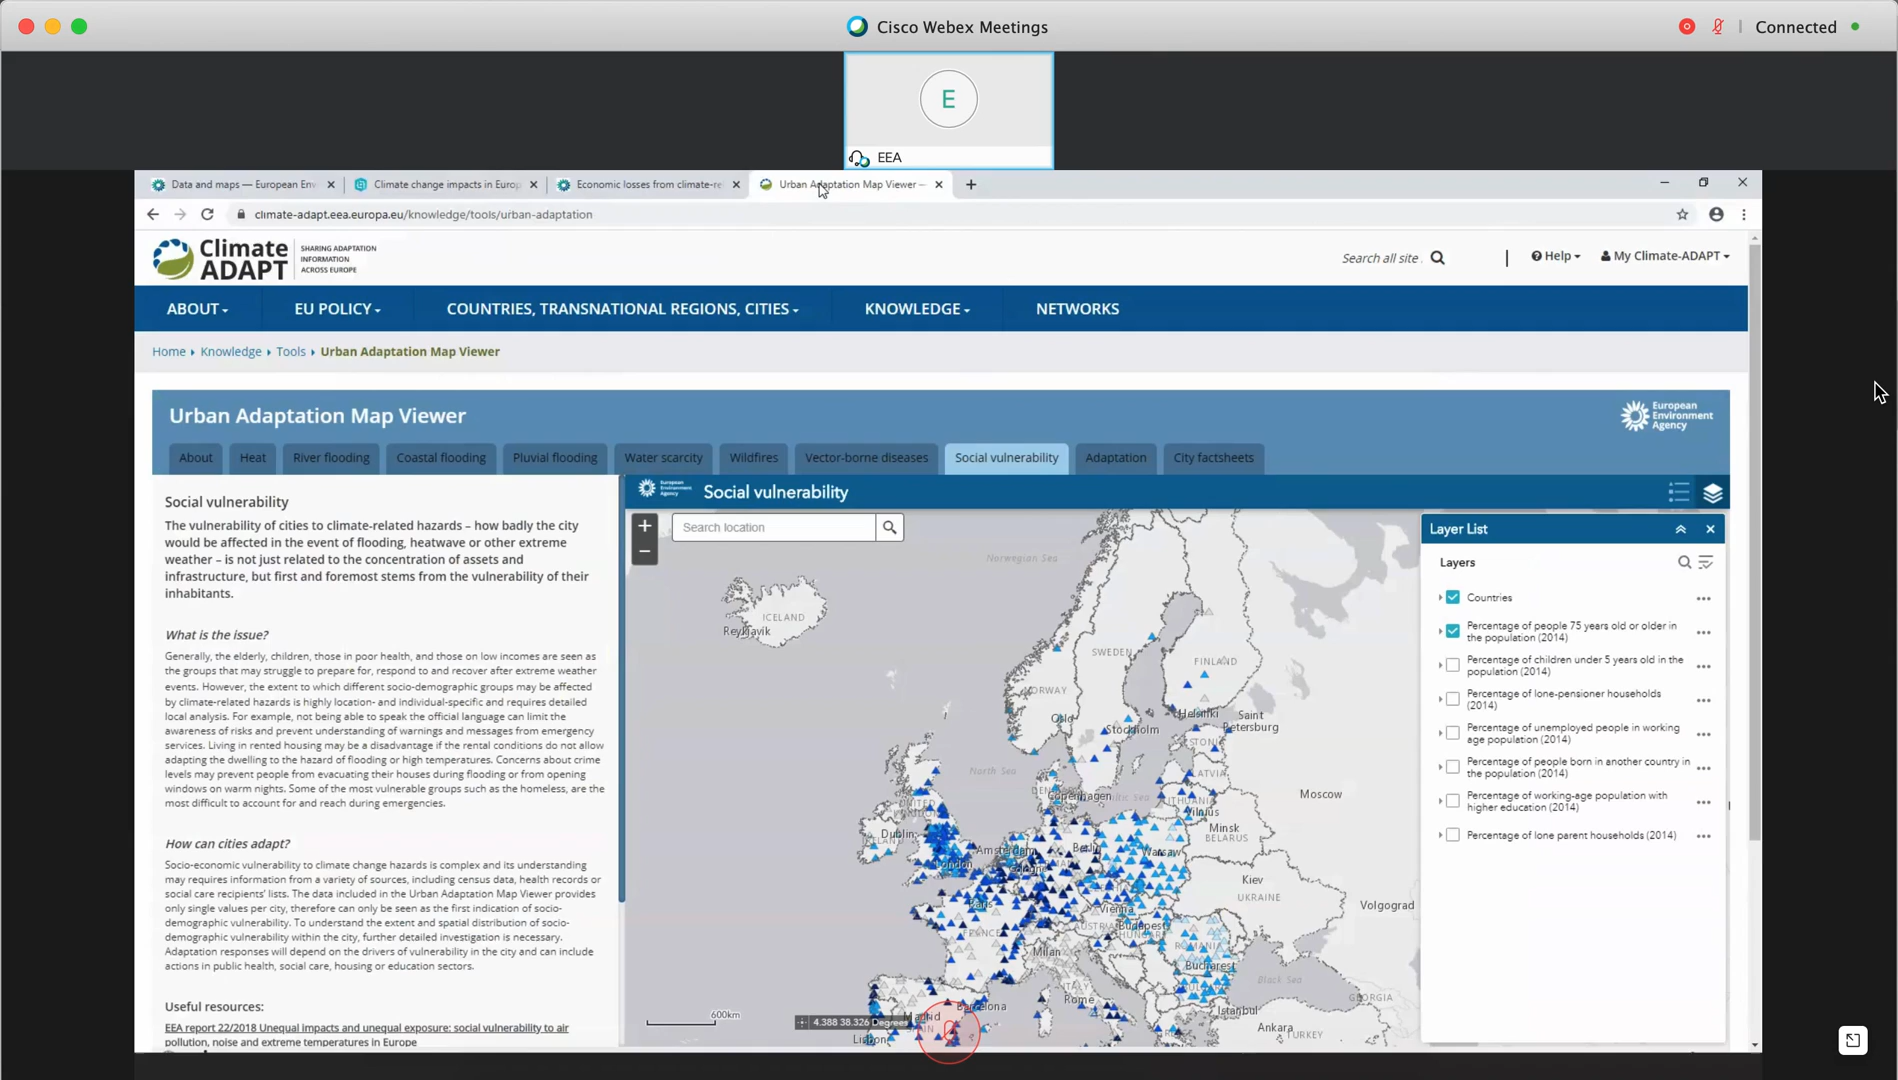 Cisco Webex Meetings
Connected
E
EEA
Data and maps — European Env
Climate change impacts in Europ
Economic losses from climate-re
Urban Adaptation Map Viewer —
climate-adapt.eea.europa.eu/knowledge/tools/urban-adaptation
Climate
ADAPT
SHARING ADAPTATION
INFORMATION
ACROSS EUROPE
Search all site
Help
My Climate-ADAPT
ABOUT
EU POLICY
COUNTRIES, TRANSNATIONAL REGIONS, CITIES
KNOWLEDGE
NETWORKS
Home Knowledge Tools Urban Adaptation Map Viewer
Urban Adaptation Map Viewer
European
Environment
Agency
About
Heat
River flooding
Coastal flooding
Pluvial flooding
Water scarcity
Wildfires
Vector-borne diseases
Social vulnerability
Adaptation
City factsheets
Social vulnerability
The vulnerability of cities to climate-related hazards – how badly the city
would be affected in the event of flooding, heatwave or other extreme
weather – is not just related to the concentration of assets and
infrastructure, but first and foremost stems from the vulnerability of their
inhabitants.
What is the issue?
Generally, the elderly, children, those in poor health, and those on low incomes are seen as
the groups that may struggle to prepare for, respond to and recover after extreme weather
events. However, the extent to which different socio-demographic groups may be affected
by climate-related hazards is highly location- and individual-specific and requires detailed
local analysis. For example, not being able to speak the official language can limit the
awareness of risks and prevent understanding of warnings and messages from emergency
services. Living in rented housing may be a disadvantage if the rental conditions do not allow
adapting the dwelling to the hazard of flooding or high temperatures. Concerns about crime
levels may prevent people from evacuating their houses during flooding or from opening
windows on warm nights. Some of the most vulnerable groups such as the homeless, are the
most difficult to account for and reach during emergencies.
How can cities adapt?
Socio-economic vulnerability to climate change hazards is complex and its understanding
may requires information from a variety of sources, including census data, health records or
social care recipients' lists. The data included in the Urban Adaptation Map Viewer provides
only single values per city, therefore can only be seen as the first indication of socio-
demographic vulnerability. To understand the extent and spatial distribution of socio-
demographic vulnerability within the city, further detailed investigation is necessary.
Adaptation responses will depend on the drivers of vulnerability in the city and can include
actions in public health, social care, housing or education sectors.
Useful resources:
EEA report 22/2018 Unequal impacts and unequal exposure: social vulnerability to air
pollution, noise and extreme temperatures in Europe
European
Environment
Agency
Social vulnerability
+
−
Search location
Norwegian Sea
ICELAND
Reykjavik
SWEDEN
FINLAND
NORWAY
Oslo
Helsinki
Saint
Petersburg
Stockholm
ESTONIA
North Sea
LATVIA
Copenhagen
Moscow
LITHUANIA
Vilnius
UNITED
Dublin
Minsk
BELARUS
Amsterdam
Berlin
Warsaw
London
Cologne
Kiev
UKRAINE
Paris
Vienna
Volgograd
AUSTRIA
Budapest
HUNGARY
FRANCE
ROMANIA
Milan
Bucharest
Black Sea
ITALY
GEORGIA
Rome
Barcelona
Istanbul
Madrid
SPAIN
Ankara
TURKEY
Lisbon
600km
4.388 38.326 Degrees
Layer List
Layers
Countries
Percentage of people 75 years old or older in
the population (2014)
Percentage of children under 5 years old in the
population (2014)
Percentage of lone-pensioner households
(2014)
Percentage of unemployed people in working
age population (2014)
Percentage of people born in another country in
the population (2014)
Percentage of working-age population with
higher education (2014)
Percentage of lone parent households (2014)